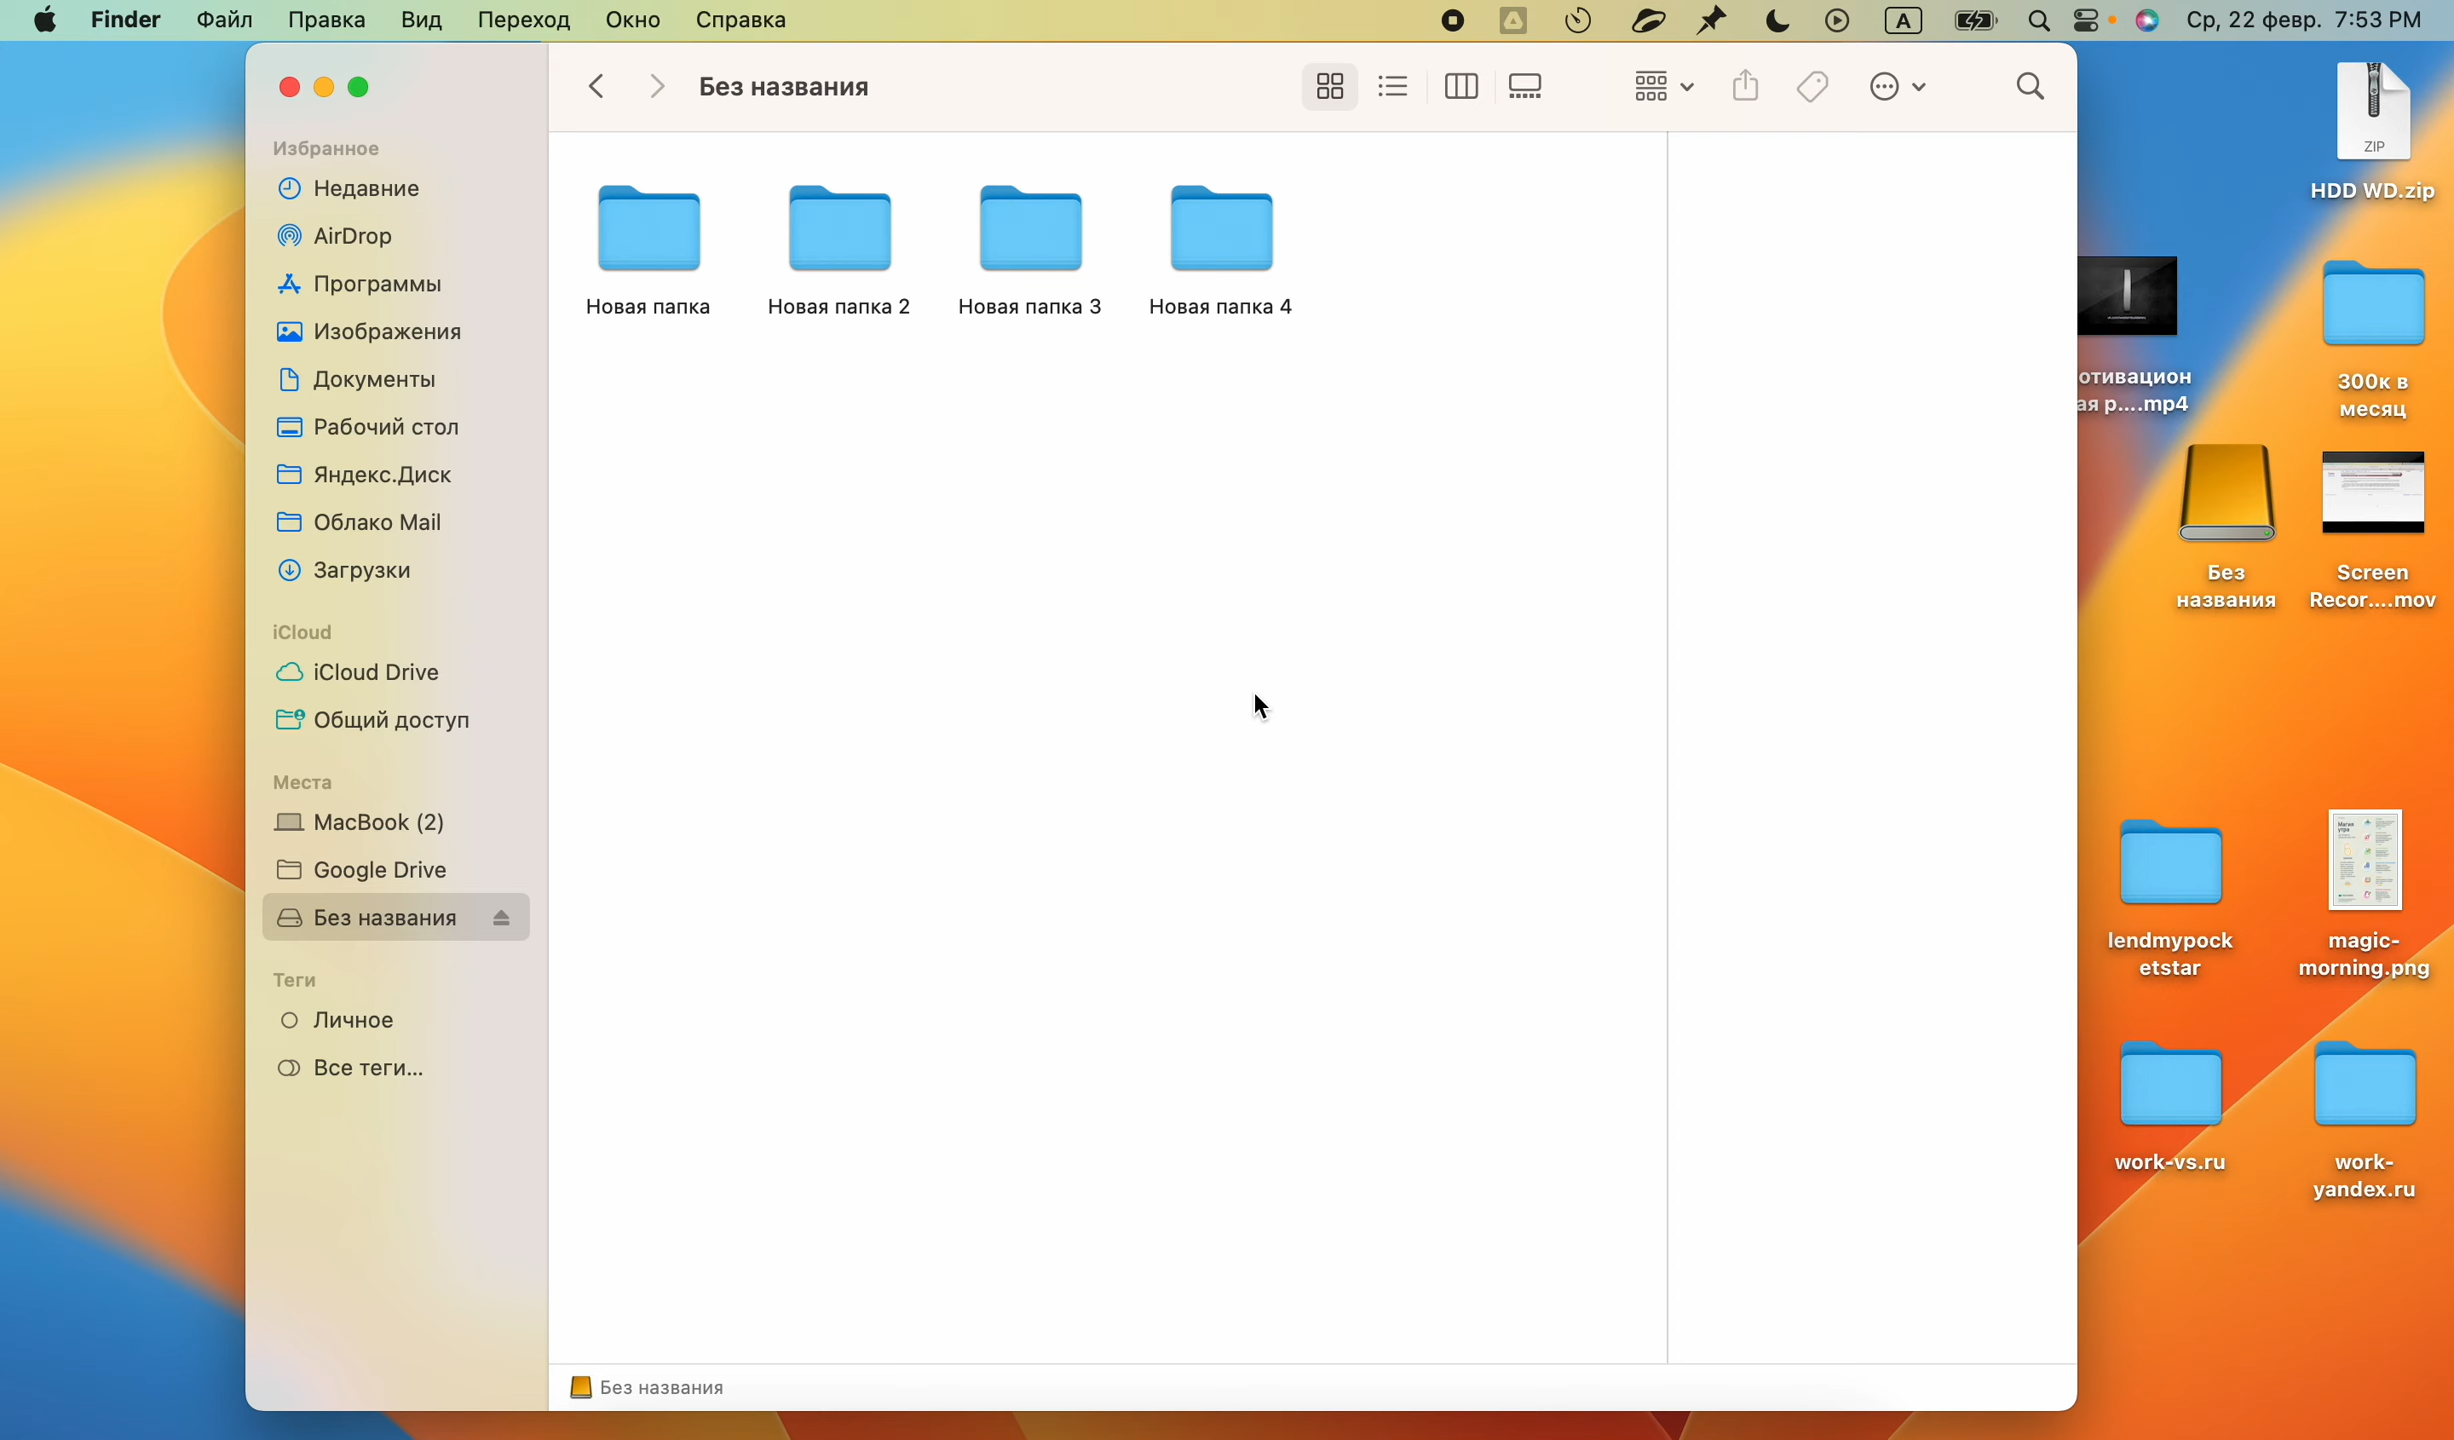 Finder Файл Правка Вид Переход Окно Справка A Ср, 22 февр. 7:53 PM
Без названия
Избранное
Недавние
AirDrop
Программы
Изображения
Документы
Рабочий стол
Яндекс.Диск
Облако Mail
Загрузки
iCloud
iCloud Drive
Общий доступ
Места
MacBook (2)
Google Drive
Без названия
Теги
Личное
Все теги...
Новая папка
Новая папка 2
Новая папка 3
Новая папка 4
Без названия
ZIP
HDD WD.zip
отивацион
ая р....mp4
300к в
месяц
Без
названия
Screen
Recor....mov
lendmypock
etstar
magic-
morning.png
work-vs.ru
work-
yandex.ru